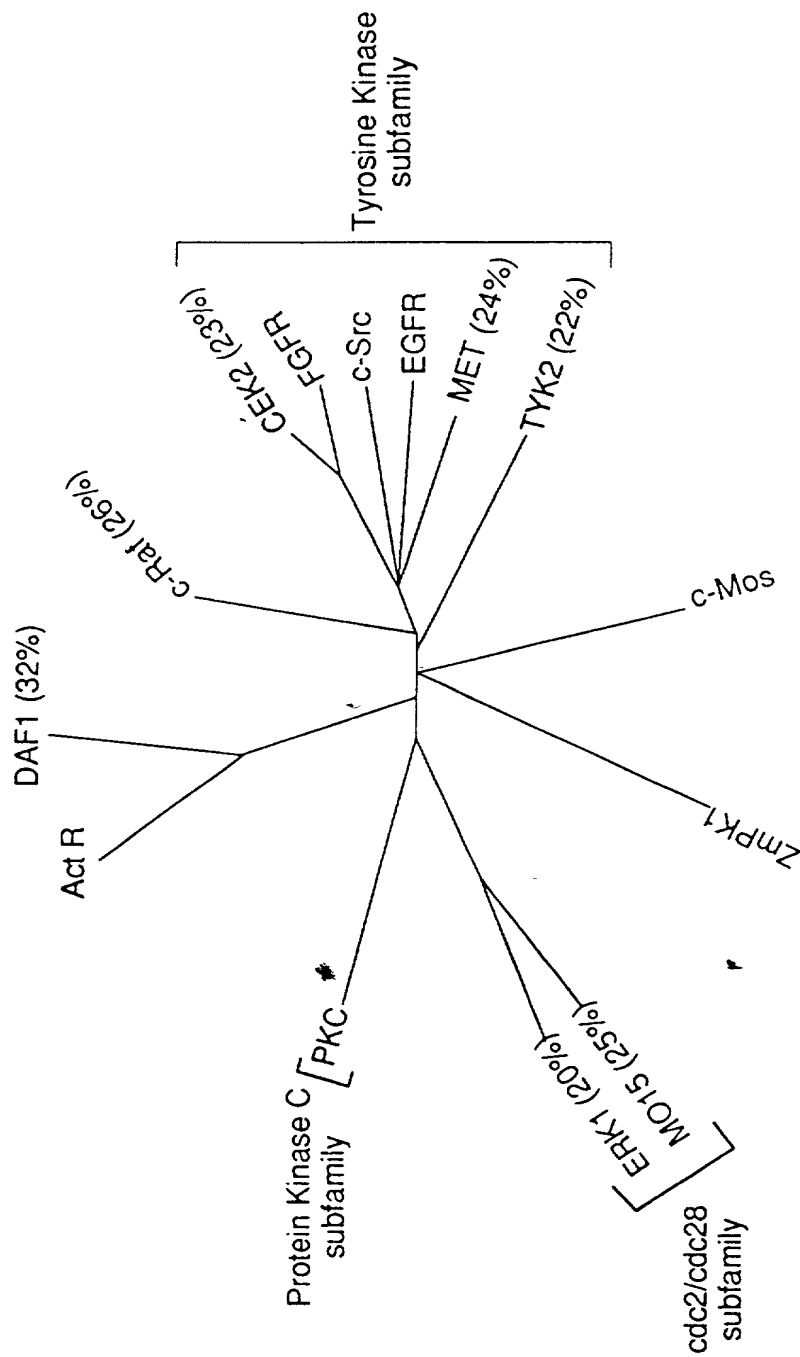 Tyrosine Kinase
subfamily
CEK2 (23%)
FGFR
c-Src
EGFR
MET (24%)
TYK2 (22%)
c-Raf (26%)
DAF1 (32%)
Act R
c-Mos
ZmPK1
Protein Kinase C
subfamily
PKC
ERK1 (20%)
MO15 (25%)
cdc2/cdc28
subfamily